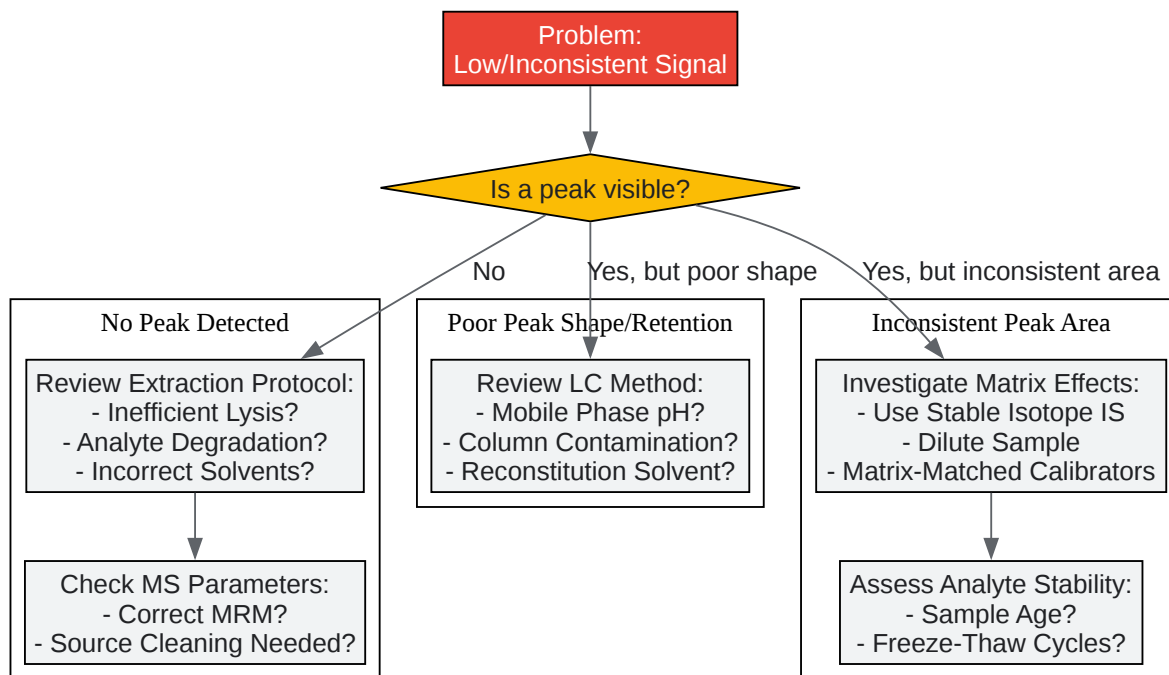 Problem:
Low/Inconsistent Signal
Is a peak visible?
No
Yes, but poor shape
Yes, but inconsistent area
No Peak Detected
Review Extraction Protocol:
- Inefficient Lysis?
- Analyte Degradation?
- Incorrect Solvents?
Check MS Parameters:
- Correct MRM?
- Source Cleaning Needed?
Poor Peak Shape/Retention
Review LC Method:
- Mobile Phase pH?
- Column Contamination?
- Reconstitution Solvent?
Inconsistent Peak Area
Investigate Matrix Effects:
- Use Stable Isotope IS
- Dilute Sample
- Matrix-Matched Calibrators
Assess Analyte Stability:
- Sample Age?
- Freeze-Thaw Cycles?